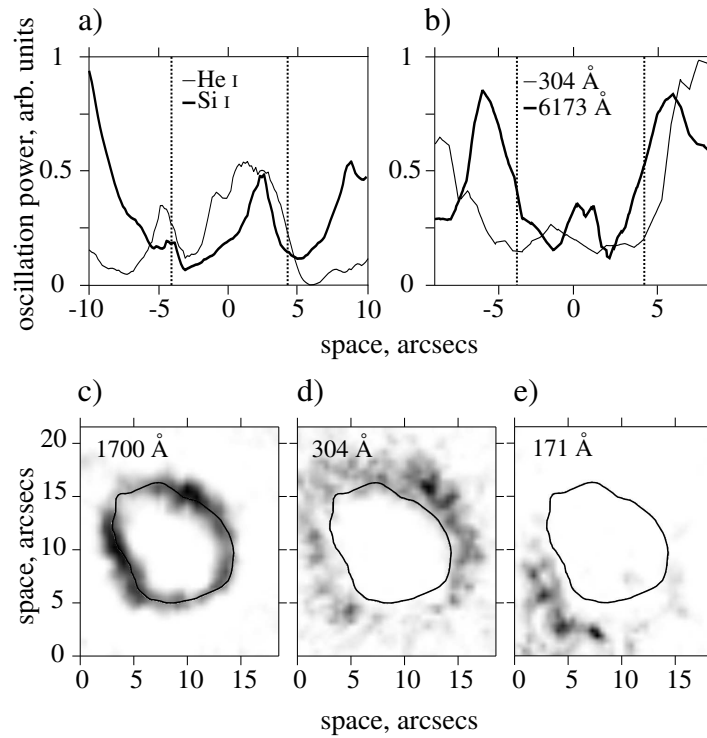 a)
b)
oscillation power, arb. units
1
0.5
0
–He I
–Si I
-10 -5 0 5 10
1
0.5
0
–304 Å
–6173 Å
-5 0 5
space, arcsecs
c)
d)
e)
space, arcsecs
20
15
10
5
0
1700 Å
304 Å
171 Å
0 5 10 15
0 5 10 15
0 5 10 15
space, arcsecs